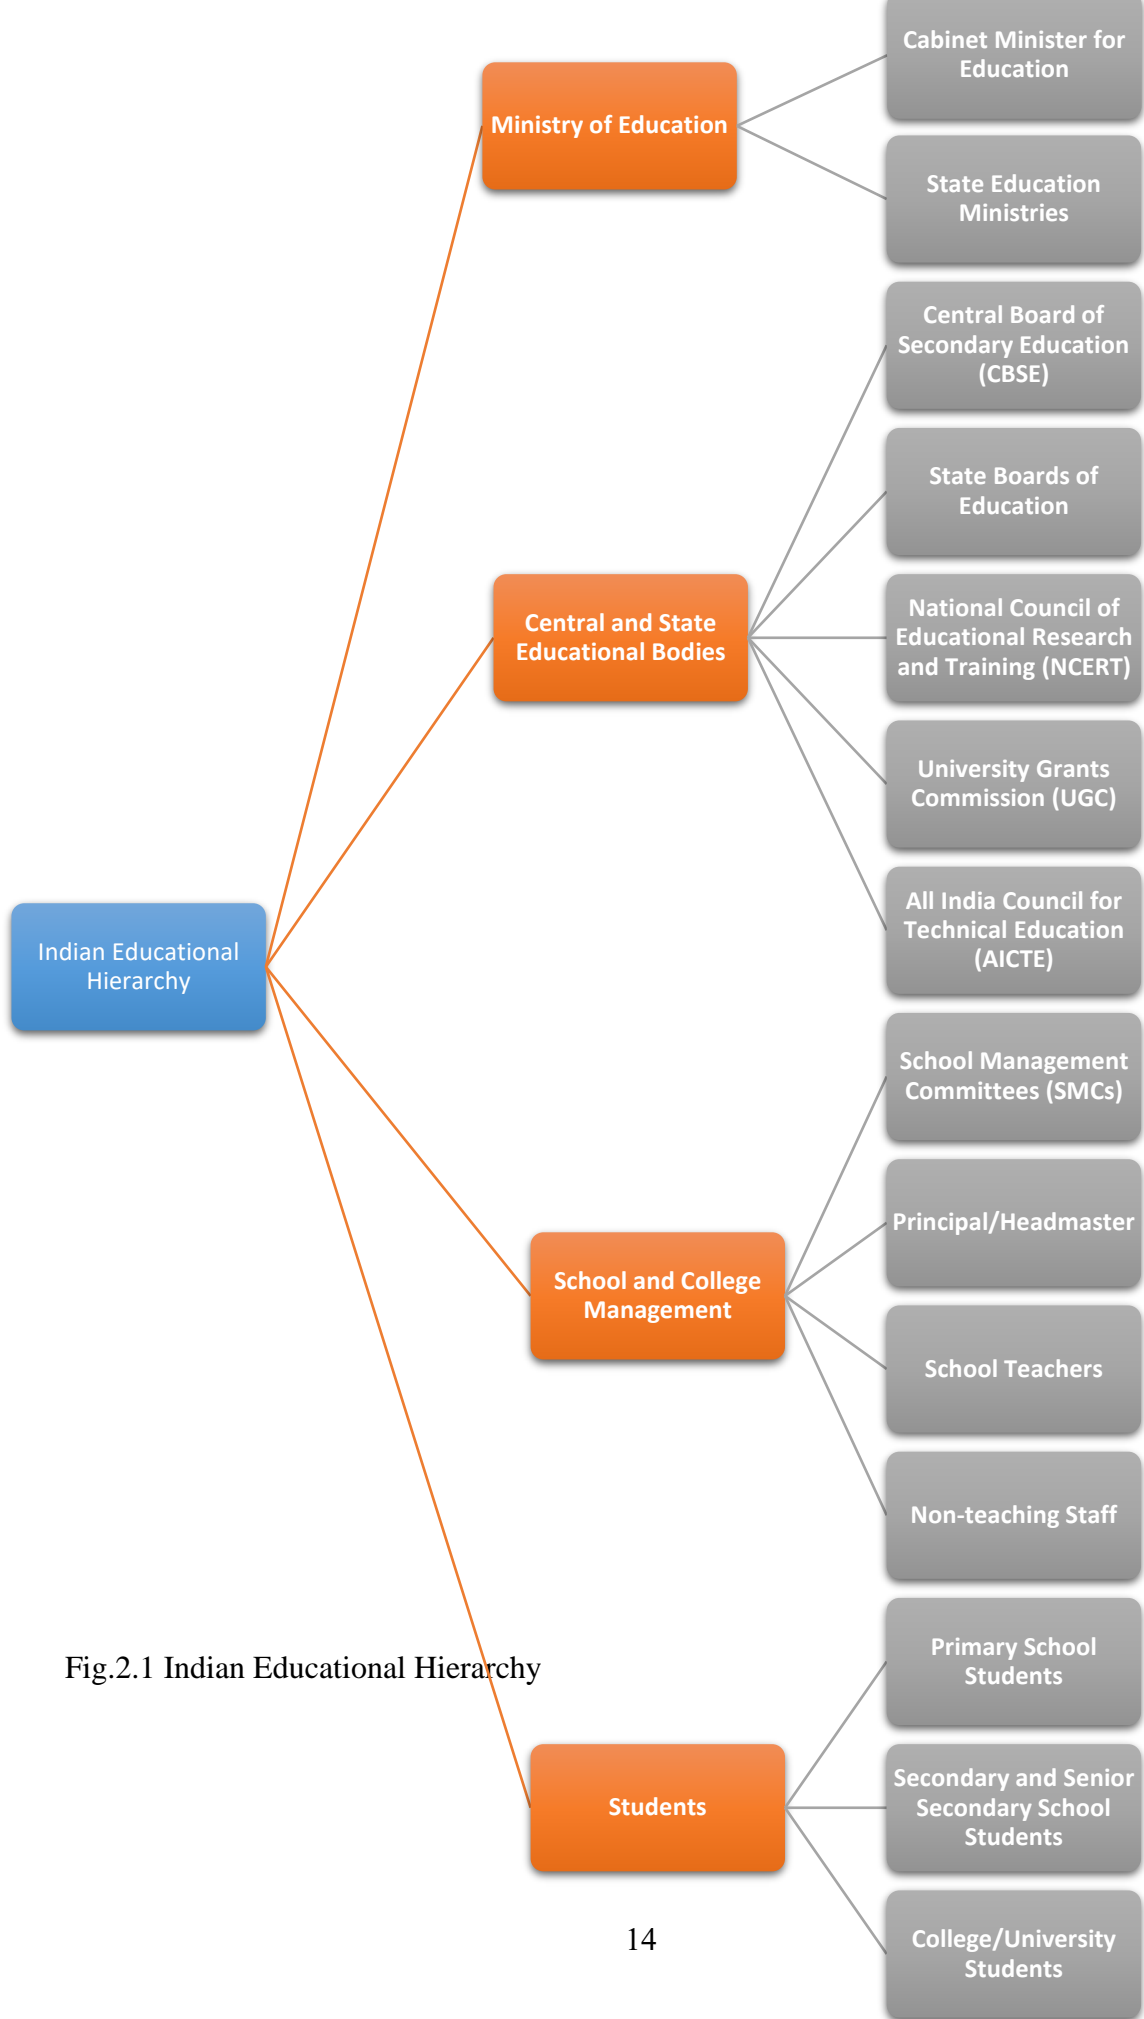 Cabinet Minister for
Education
Ministry of Education
State Education
Ministries
Central Board of
Secondary Education
(CBSE)
State Boards of
Education
Central and State
Educational Bodies
National Council of
Educational Research
and Training (NCERT)
University Grants
Commission (UGC)
All India Council for
Technical Education
(AICTE)
Indian Educational
Hierarchy
School Management
Committees (SMCs)
Principal/Headmaster
School and College
Management
School Teachers
Non-teaching Staff
Primary School
Students
Fig.2.1 Indian Educational Hierarchy
Students
Secondary and Senior
Secondary School
Students
College/University
Students
14